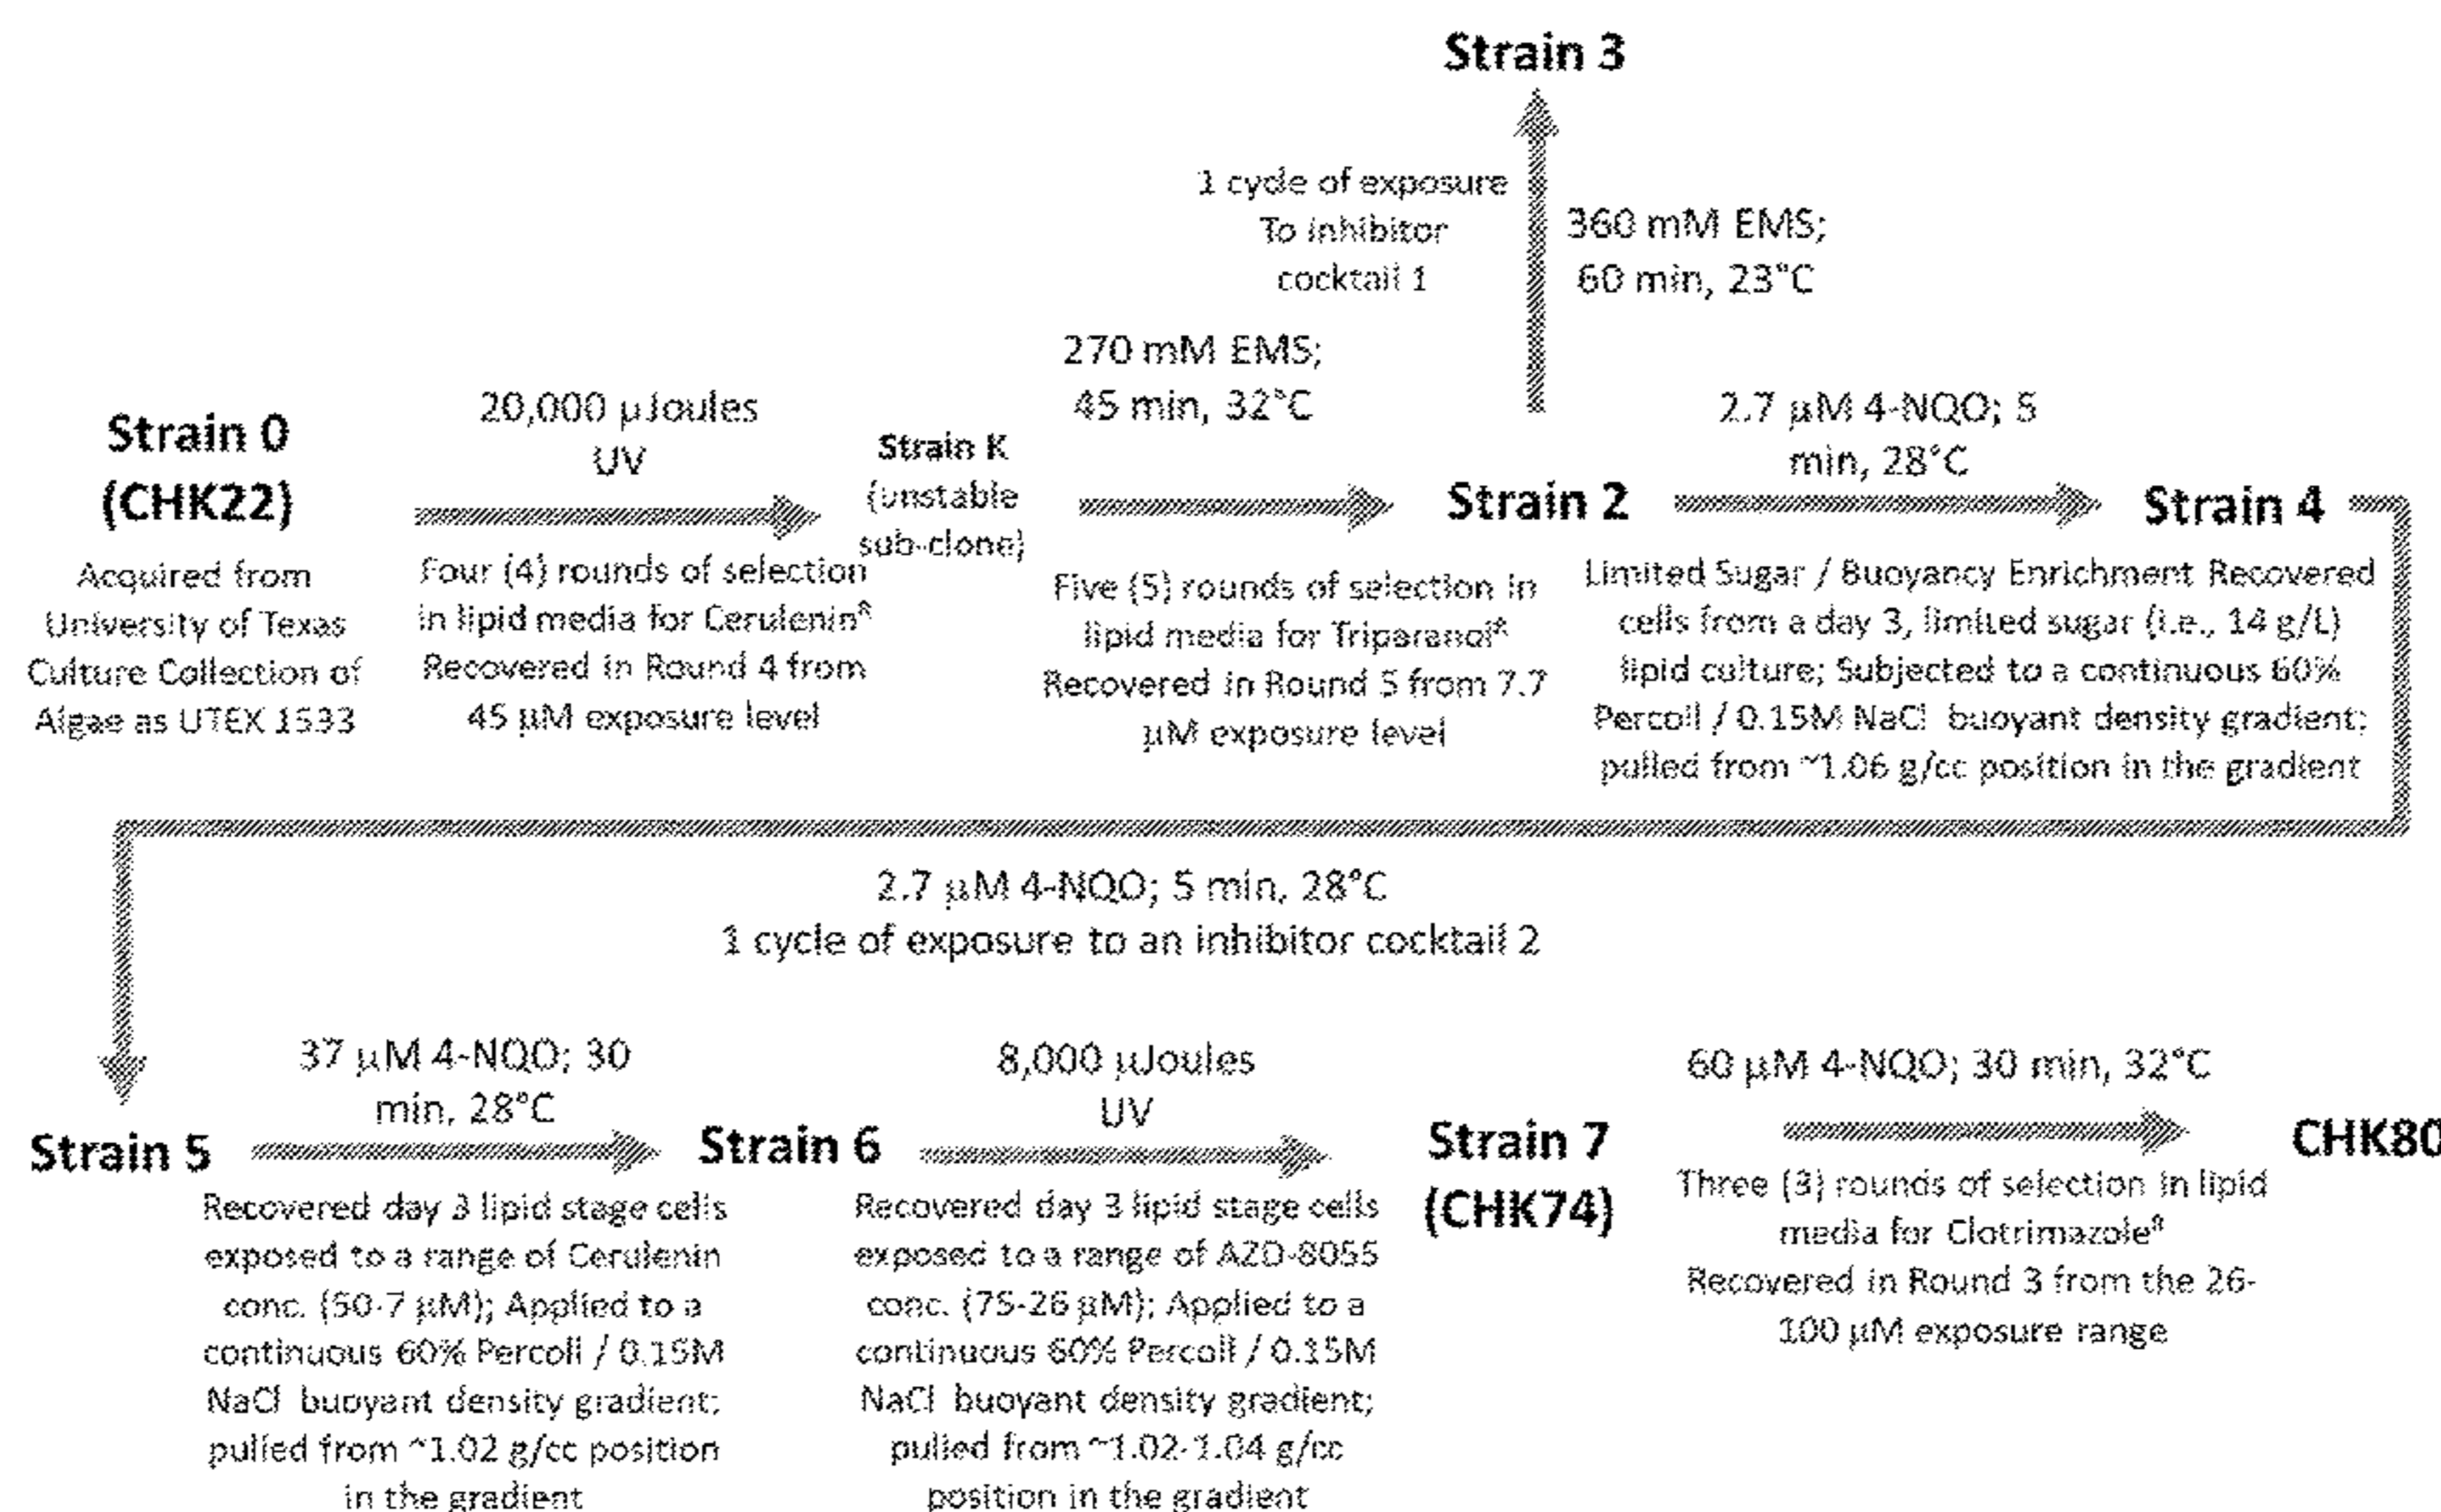 Strain 3
1 cycle of exposure
To inhibitor
cocktail 1
360 mM EMS;
60 min, 23°C
Strain 0
(CHK22)
Acquired from
University of Texas
Culture Collection of
Algae as UTEX 1533
20,000 µJoules
UV
Four (4) rounds of selection
in lipid media for Cerulenin^R
Recovered in Round 4 from
45 µM exposure level
Strain K
(unstable
sub-clone)
270 mM EMS;
45 min, 32°C
Five (5) rounds of selection in
lipid media for Triparanol^R
Recovered in Round 5 from 7.7
µM exposure level
Strain 2
2.7 µM 4-NQO; 5
min, 28°C
Strain 4
Limited Sugar / Buoyancy Enrichment Recovered
cells from a day 3, limited sugar (i.e., 14 g/L)
lipid culture; Subjected to a continuous 60%
Percoll / 0.15M NaCl buoyant density gradient;
pulled from ~1.06 g/cc position in the gradient
2.7 µM 4-NQO; 5 min, 28°C
1 cycle of exposure to an inhibitor cocktail 2
Strain 5
37 µM 4-NQO; 30
min, 28°C
Recovered day 3 lipid stage cells
exposed to a range of Cerulenin
conc. (50-7 µM); Applied to a
continuous 60% Percoll / 0.15M
NaCl buoyant density gradient;
pulled from ~1.02 g/cc position
in the gradient
Strain 6
8,000 µJoules
UV
Recovered day 3 lipid stage cells
exposed to a range of AZD-8055
conc. (75-26 µM); Applied to a
continuous 60% Percoll / 0.15M
NaCl buoyant density gradient;
pulled from ~1.02-1.04 g/cc
position in the gradient
Strain 7
(CHK74)
60 µM 4-NQO; 30 min, 32°C
Three (3) rounds of selection in lipid
media for Clotrimazole^R
Recovered in Round 3 from the 26-
100 µM exposure range
CHK80